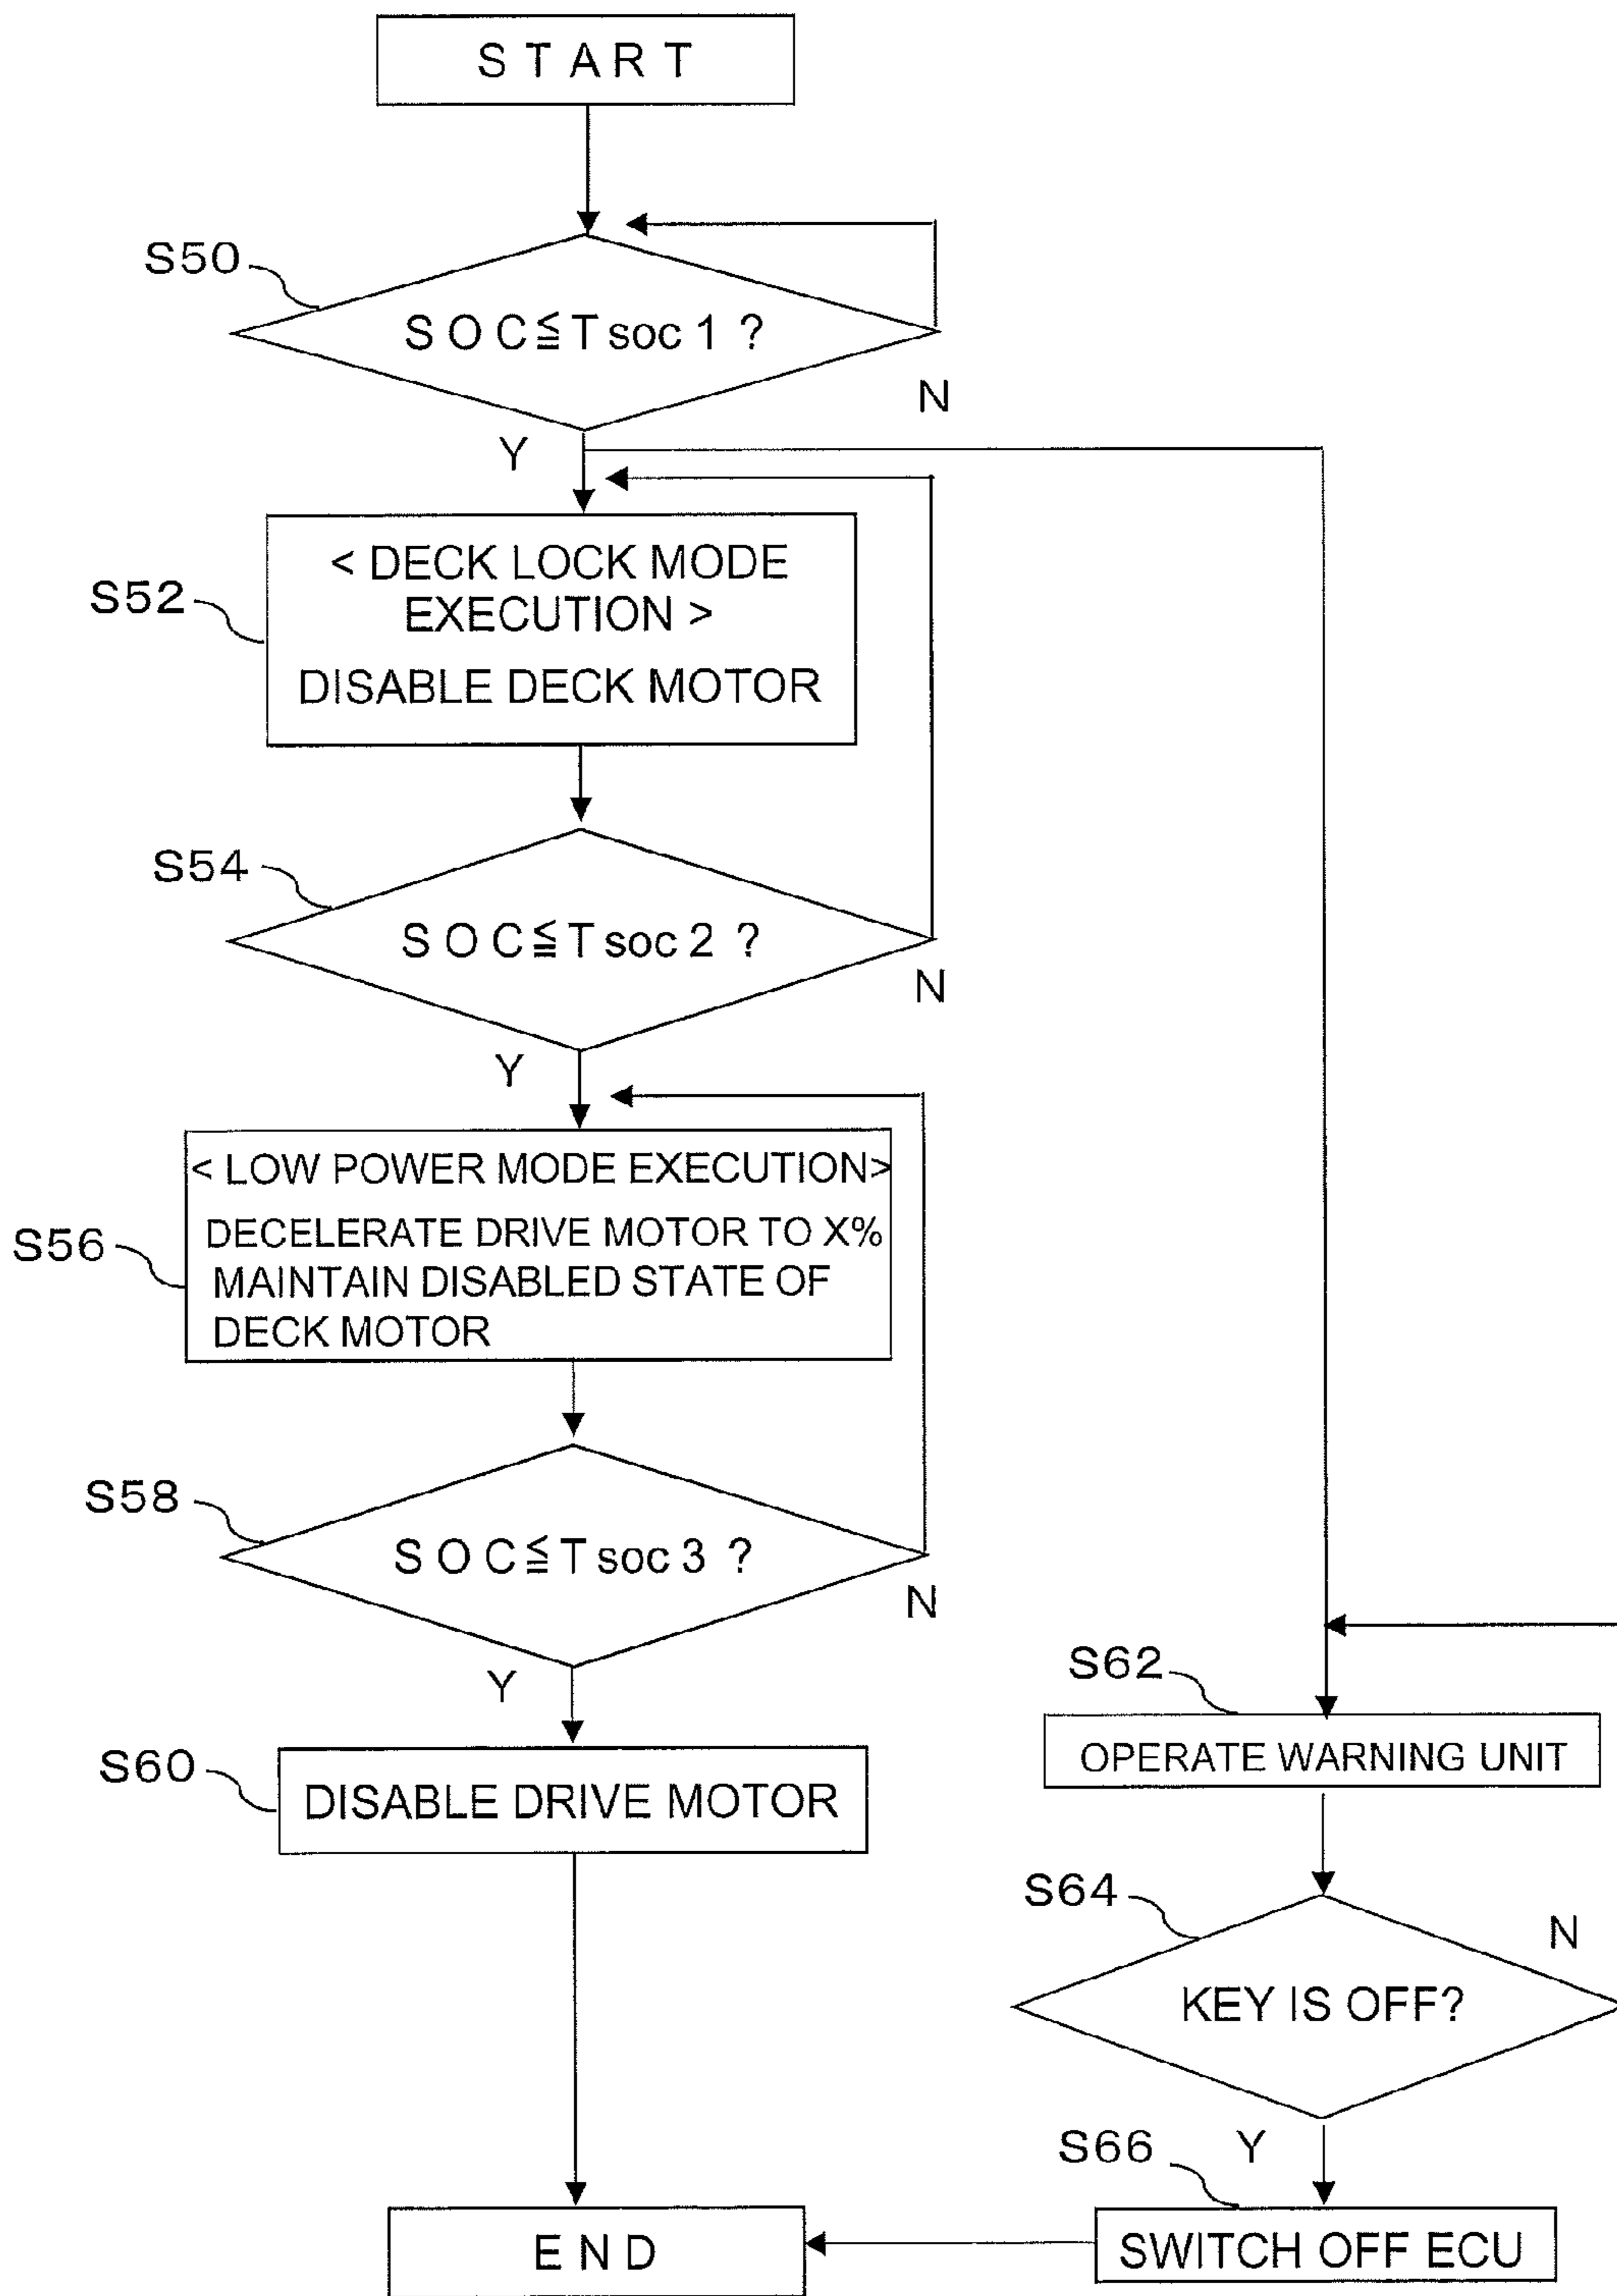 START
S50
SOC≦Tsoc1 ?
N
Y
S52
< DECK LOCK MODE
EXECUTION >
DISABLE DECK MOTOR
S54
SOC≦Tsoc2 ?
N
Y
S56
< LOW POWER MODE EXECUTION>
DECELERATE DRIVE MOTOR TO X%
MAINTAIN DISABLED STATE OF
DECK MOTOR
S58
SOC≦Tsoc3 ?
N
Y
S60
DISABLE DRIVE MOTOR
S62
OPERATE WARNING UNIT
S64
N
KEY IS OFF?
S66
Y
SWITCH OFF ECU
END